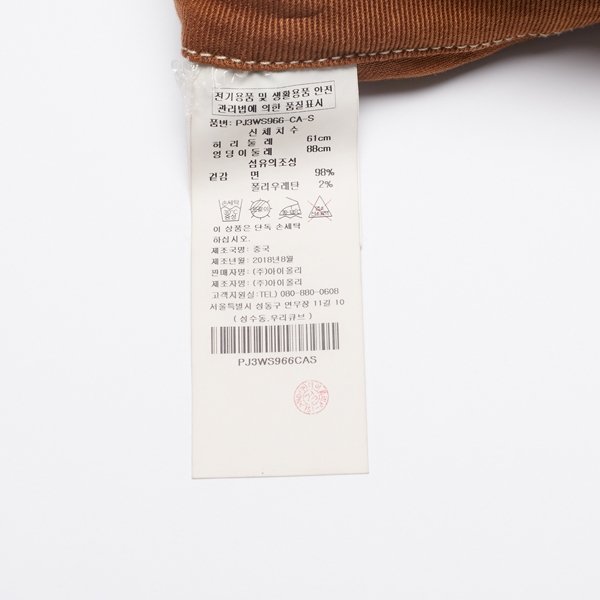 전기용품 및 생활용품 안전
관리법에 의한 품질표시
품번: PJ3WS966-CA-S
신체치수
허리둘레 61cm
엉덩이둘레 88cm
섬유의조성
겉감 면 98%
폴리우레탄 2%
손세탁
중성
이 상품은 단독 손세탁
하십시오.
제조국명: 중국
제조년월: 2018년8월
판매자명: (주)아이올리
제조자명: (주)아이올리
고객지원실: TEL) 080-880-0608
서울특별시 성동구 연무장 11길 10
(성수동,우리큐브)
PJ3WS966CAS